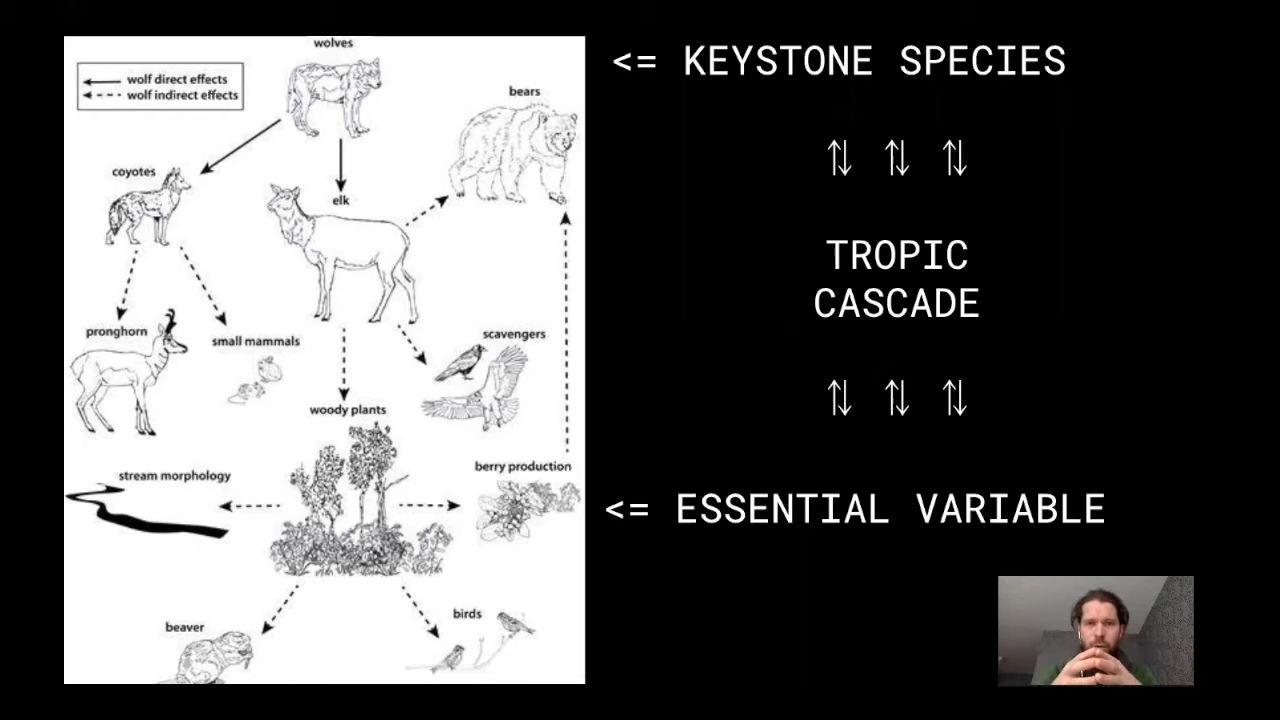 wolves
wolf direct effects
wolf indirect effects
bears
coyotes
elk
pronghorn
small mammals
scavengers
woody plants
stream morphology
berry production
beaver
birds
<= KEYSTONE SPECIES
⇅ ⇅ ⇅
TROPIC
CASCADE
⇅ ⇅ ⇅
<= ESSENTIAL VARIABLE